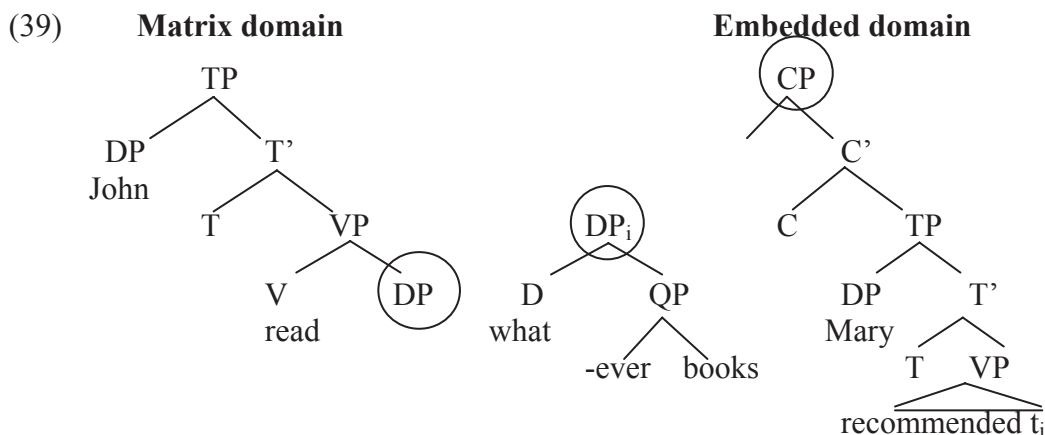 (39) Matrix domain Embedded domain
TP CP
DP T’ C’
John
T VP DPi C TP
V DP D QP DP T’
read what Mary
-ever books T VP
recommended ti